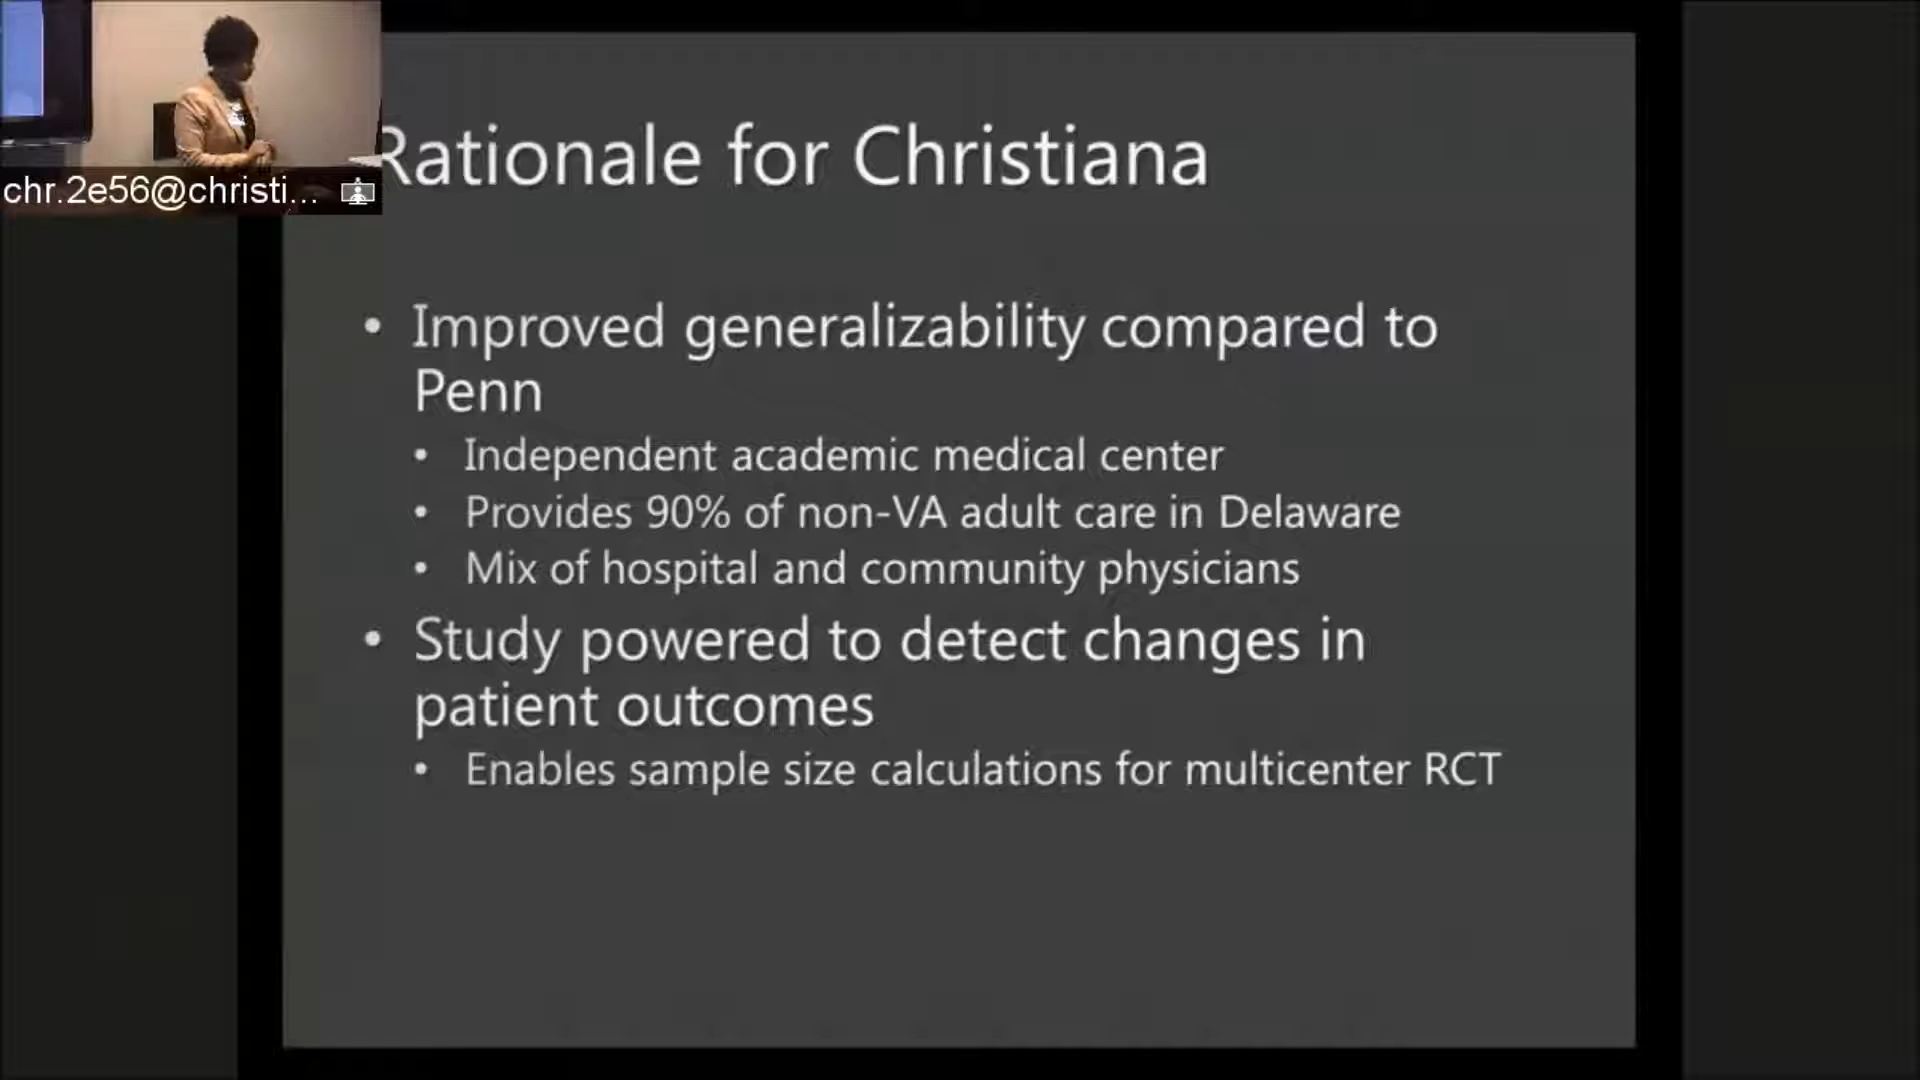 Rationale for Christiana
chr.2e56@christi...
• Improved generalizability compared to
Penn
• Independent academic medical center
• Provides 90% of non-VA adult care in Delaware
• Mix of hospital and community physicians
• Study powered to detect changes in
patient outcomes
• Enables sample size calculations for multicenter RCT